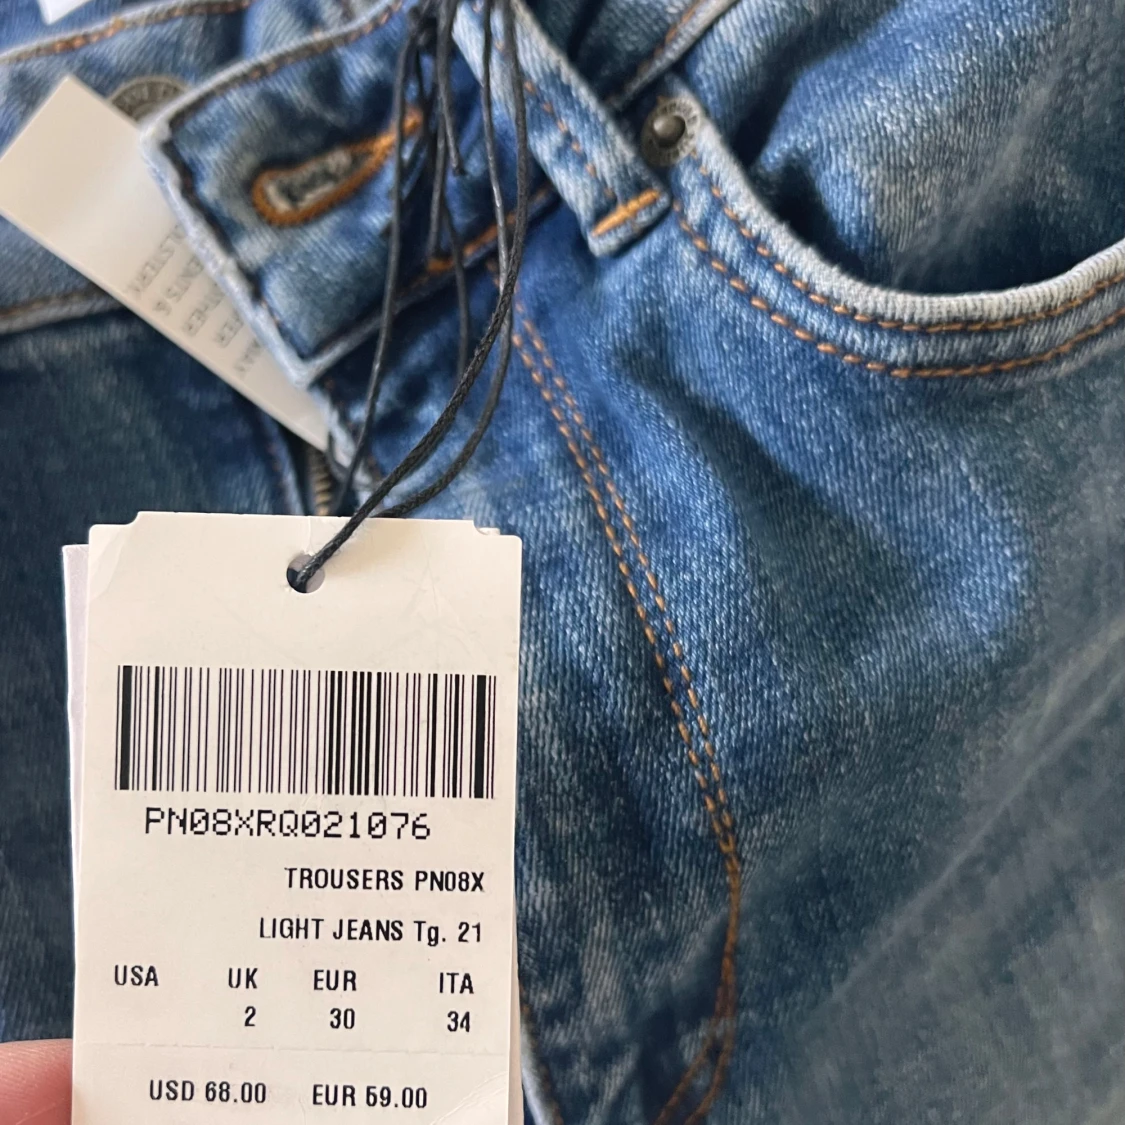 PN08XRQ021076
TROUSERS PN08X
LIGHT JEANS Tg. 21
USA UK EUR ITA
2 30 34
USD 68.00 EUR 59.00